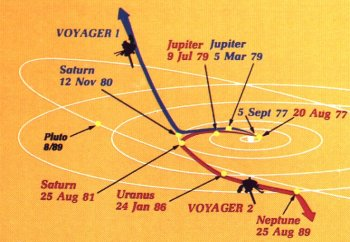 VOYAGER 1
Jupiter
9 Jul 79
Jupiter
5 Mar 79
Saturn
12 Nov 80
5 Sept 77
20 Aug 77
Pluto
8/89
Saturn
25 Aug 81
Uranus
24 Jan 86
VOYAGER 2
Neptune
25 Aug 89